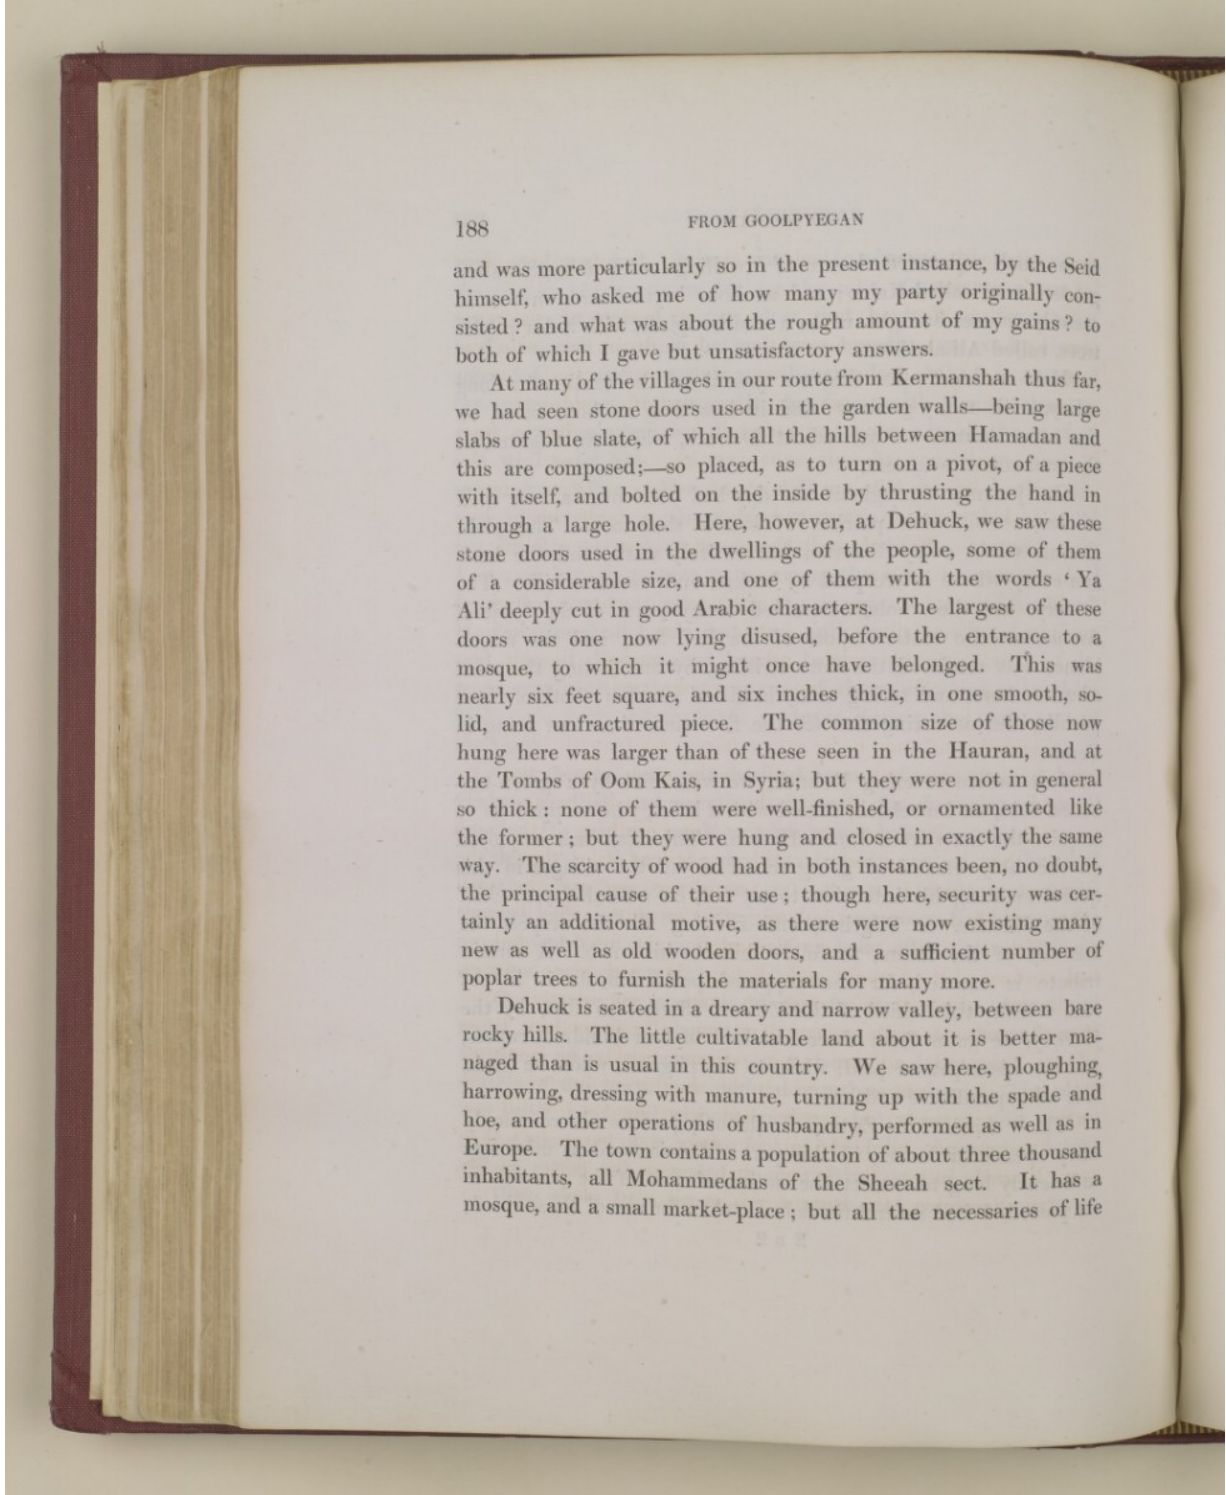 188
FROM GOOLPYEGAN
and was more particularly so in the present instance, by the Seid
himself, who asked me of how many my party originally con-
sisted ? and what was about the rough amount of my gains ? to
both of which I gave but unsatisfactory answers.
At many of the villages in our route from Kermanshah thus far,
we had seen stone doors used in the garden walls—being large
slabs of blue slate, of which all the hills between Hamadan and
this are composed;—so placed, as to turn on a pivot, of a piece
with itself, and bolted on the inside by thrusting the hand in
through a large hole. Here, however, at Dehuck, we saw these
stone doors used in the dwellings of the people, some of them
of a considerable size, and one of them with the words ‘ Ya
Ali’ deeply cut in good Arabic characters. The largest of these
doors was one now lying disused, before the entrance to a
mosque, to which it might once have belonged. This was
nearly six feet square, and six inches thick, in one smooth, so-
lid, and unfractured piece. The common size of those now
hung here was larger than of these seen in the Hauran, and at
the Tombs of Oom Kais, in Syria; but they were not in general
so thick : none of them were well-finished, or ornamented like
the former ; but they were hung and closed in exactly the same
way. The scarcity of wood had in both instances been, no doubt,
the principal cause of their use ; though here, security was cer-
tainly an additional motive, as there were now existing many
new as well as old wooden doors, and a sufficient number of
poplar trees to furnish the materials for many more.
Dehuck is seated in a dreary and narrow valley, between bare
rocky hills. The little cultivatable land about it is better ma-
naged than is usual in this country. We saw here, ploughing,
harrowing, dressing with manure, turning up with the spade and
hoe, and other operations of husbandry, performed as well as in
Europe. The town contains a population of about three thousand
inhabitants, all Mohammedans of the Sheeah sect. It has a
mosque, and a small market-place ; but all the necessaries of life